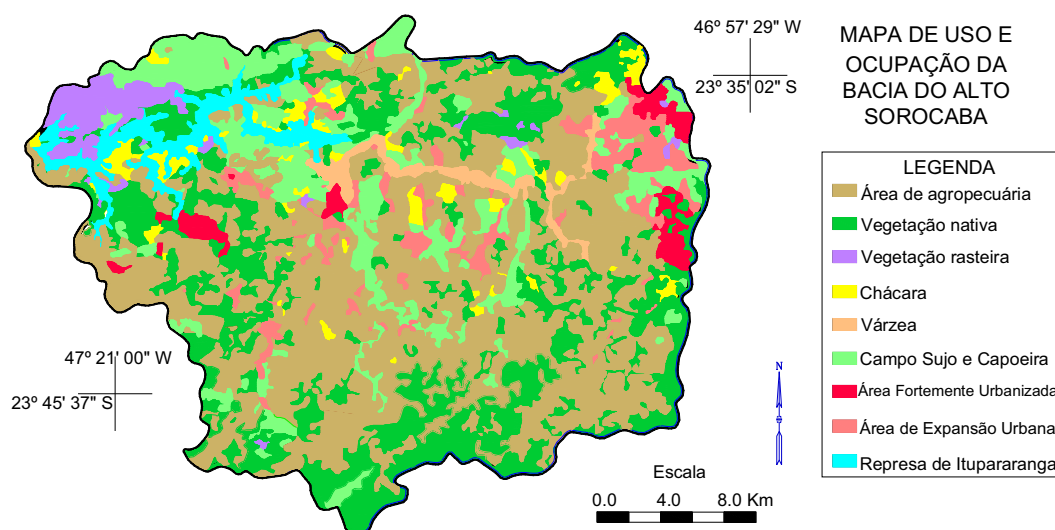 46º 57' 29" W
23º 35' 02" S
MAPA DE USO E
OCUPAÇÃO DA
BACIA DO ALTO
SOROCABA
LEGENDA
Área de agropecuária
Vegetação nativa
Vegetação rasteira
Chácara
Várzea
Campo Sujo e Capoeira
Área Fortemente Urbanizada
Área de Expansão Urbana
Represa de Itupararanga
47º 21' 00" W
23º 45' 37" S
N
Escala
0.0 4.0 8.0 Km